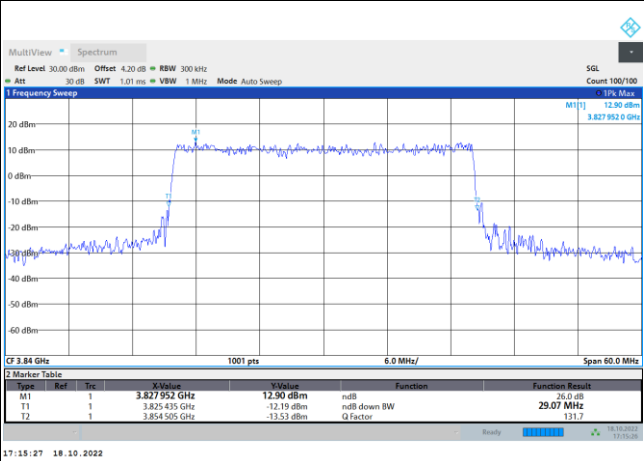 MultiView Spectrum
Ref Level 30.00 dBm Offset 4.20 dB RBW 300 kHz SGL
Att 30 dB SWT 1.01 ms VBW 1 MHz Mode Auto Sweep Count 100/100
1 Frequency Sweep 1Pk Max
M1[1] 12.90 dBm
3.827 952 0 GHz
20 dBm
M1
10 dBm
0 dBm
T1
-10 dBm
-20 dBm
-30 dBm
-40 dBm
-50 dBm
-60 dBm
CF 3.84 GHz 1001 pts 6.0 MHz/ Span 60.0 MHz
2 Marker Table
Type Ref Trc X-Value Y-Value Function Function Result
M1 1 3.827 952 GHz 12.90 dBm ndB 26.0 dB
T1 1 3.825 435 GHz -12.19 dBm ndB down BW 29.07 MHz
T2 1 3.854 505 GHz -13.53 dBm Q Factor 131.7
Ready 18.10.2022
17:15:26
17:15:27 18.10.2022